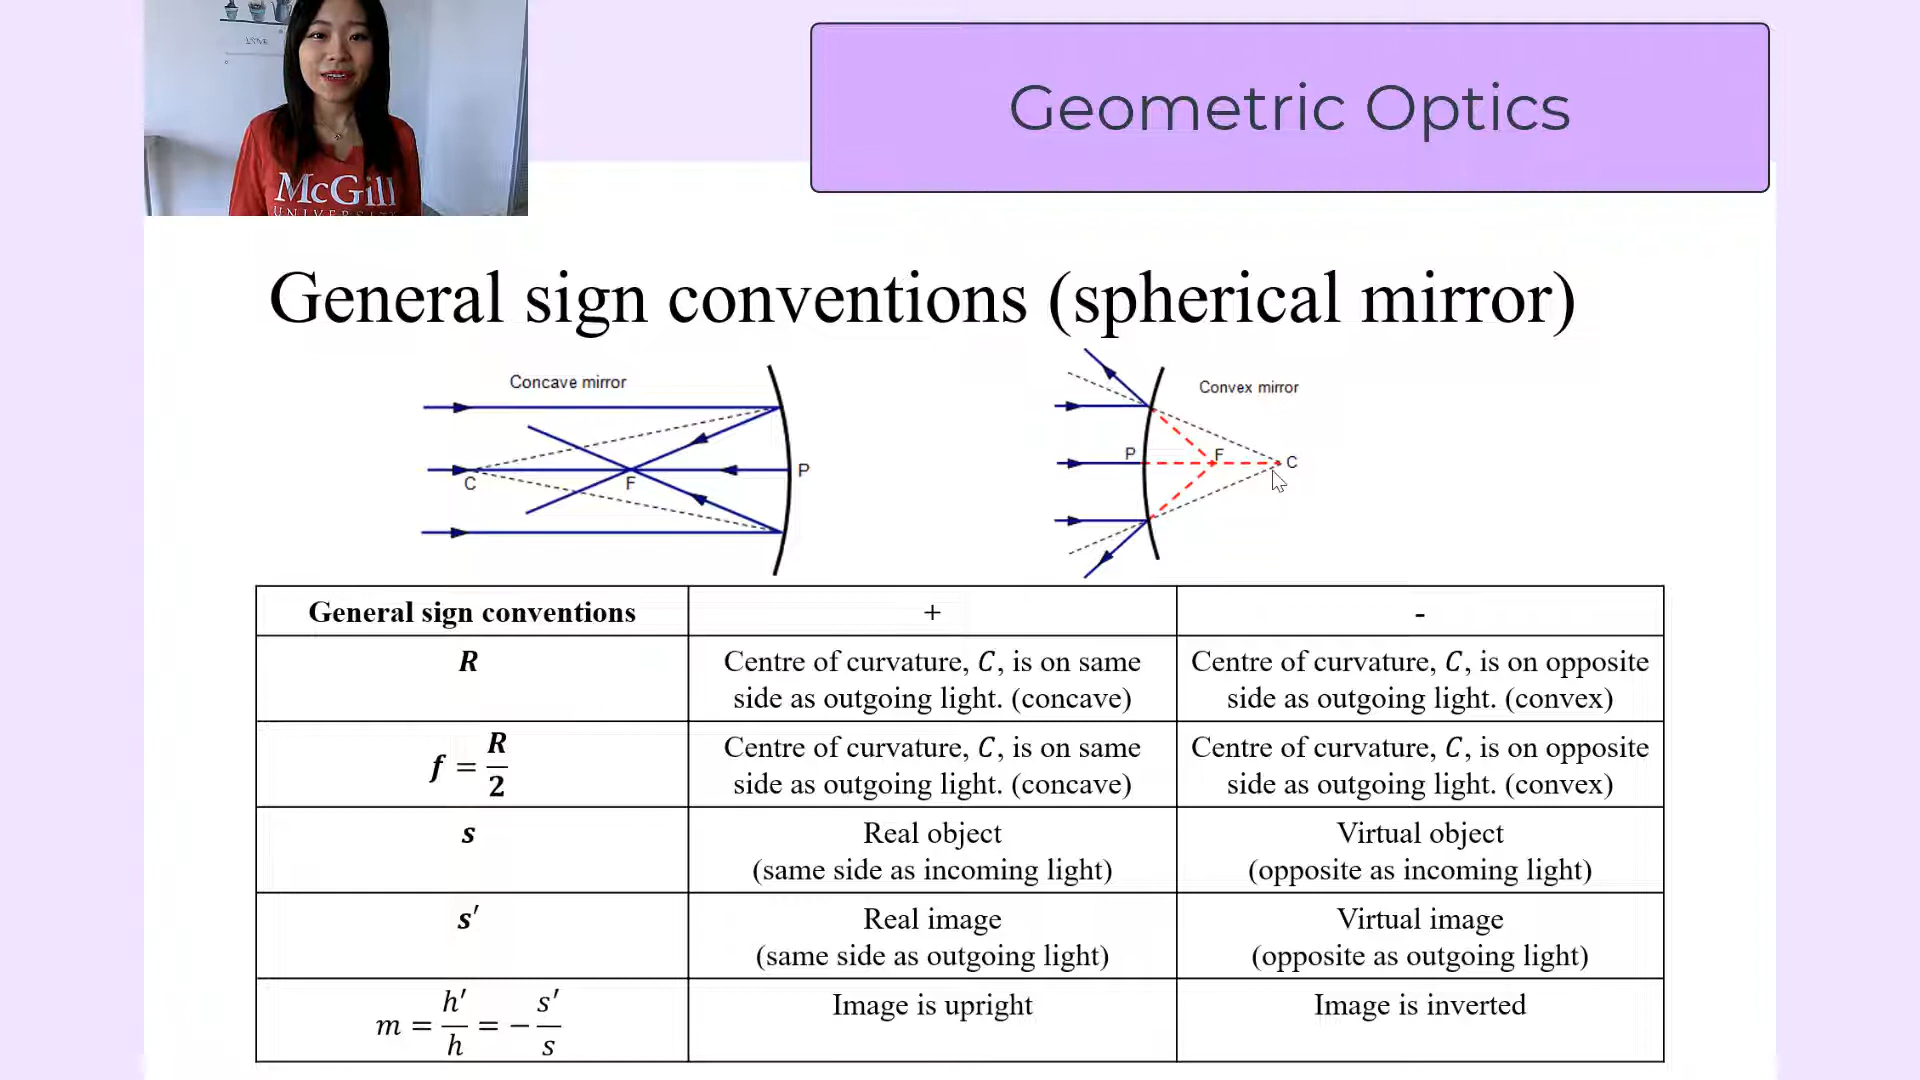 LOVE
McGill
UNIVERSITY
Geometric Optics
General sign conventions (spherical mirror)
Concave mirror
C
F
P
Convex mirror
P
F
C
General sign conventions + -
R Centre of curvature, C, is on same side as outgoing light. (concave) Centre of curvature, C, is on opposite side as outgoing light. (convex)
f = R/2 Centre of curvature, C, is on same side as outgoing light. (concave) Centre of curvature, C, is on opposite side as outgoing light. (convex)
s Real object (same side as incoming light) Virtual object (opposite as incoming light)
s′ Real image (same side as outgoing light) Virtual image (opposite as outgoing light)
m = h′/h = − s′/s Image is upright Image is inverted